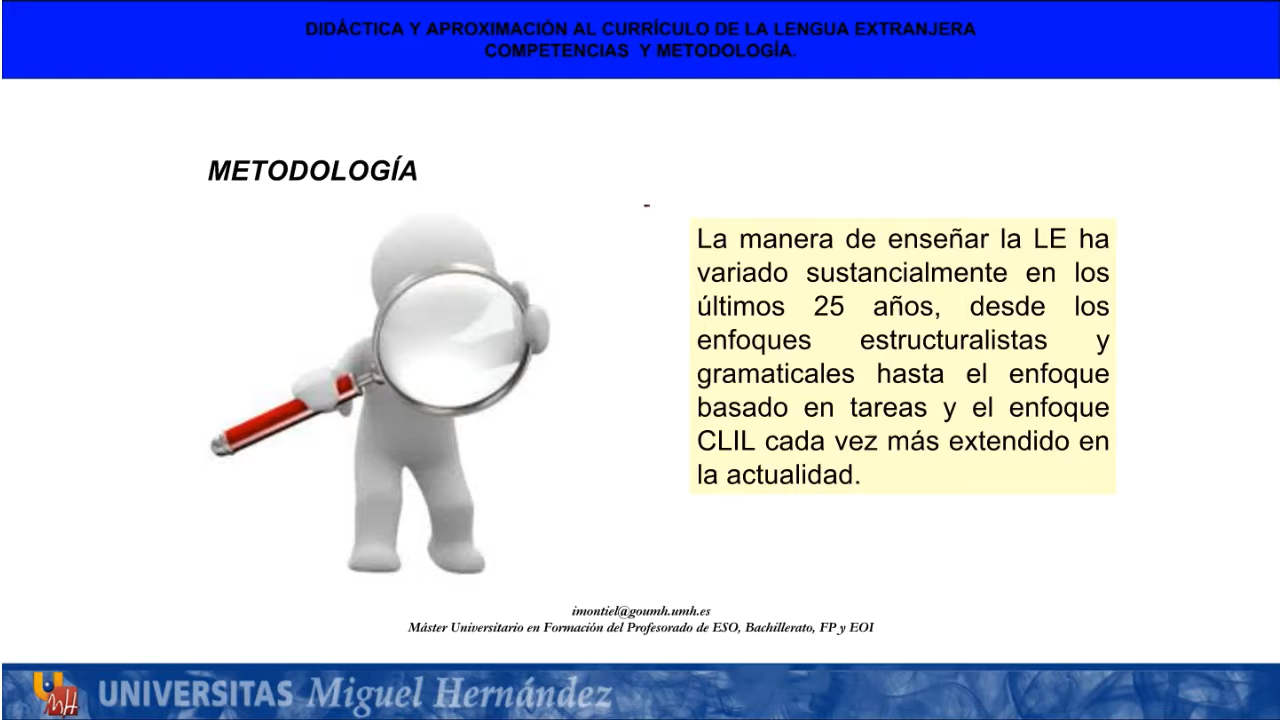 DIDÁCTICA Y APROXIMACIÓN AL CURRÍCULO DE LA LENGUA EXTRANJERA
COMPETENCIAS Y METODOLOGÍA.
METODOLOGÍA
-
La manera de enseñar la LE ha
variado sustancialmente en los
últimos 25 años, desde los
enfoques estructuralistas y
gramaticales hasta el enfoque
basado en tareas y el enfoque
CLIL cada vez más extendido en
la actualidad.
imontiel@goumh.umh.es
Máster Universitario en Formación del Profesorado de ESO, Bachillerato, FP y EOI
UNIVERSITAS Miguel Hernández